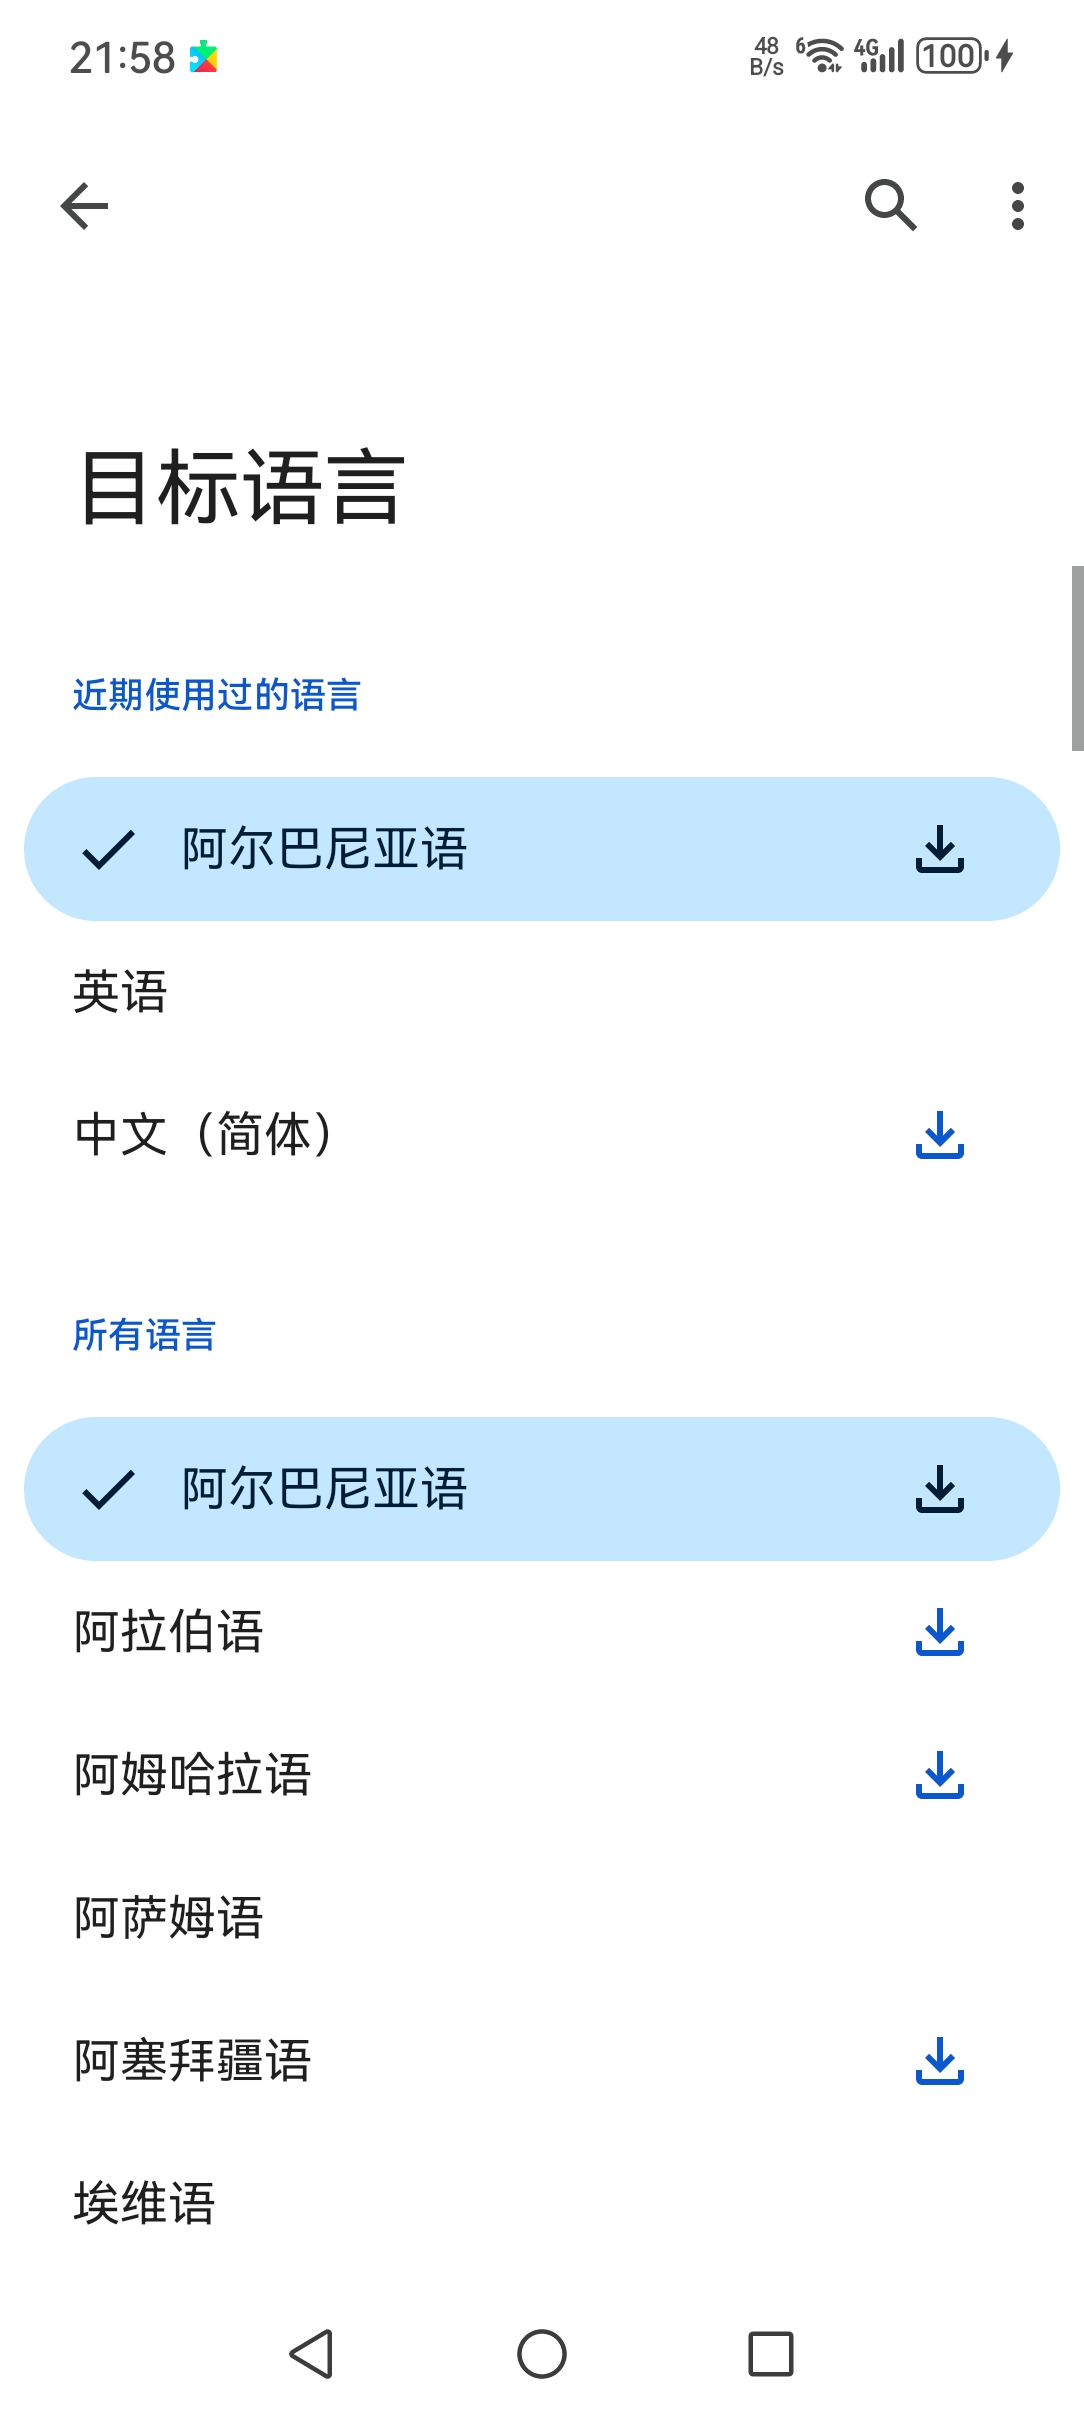 21:58
48 B/s
6
4G
100
目标语言
近期使用过的语言
阿尔巴尼亚语
英语
中文（简体）
所有语言
阿尔巴尼亚语
阿拉伯语
阿姆哈拉语
阿萨姆语
阿塞拜疆语
埃维语